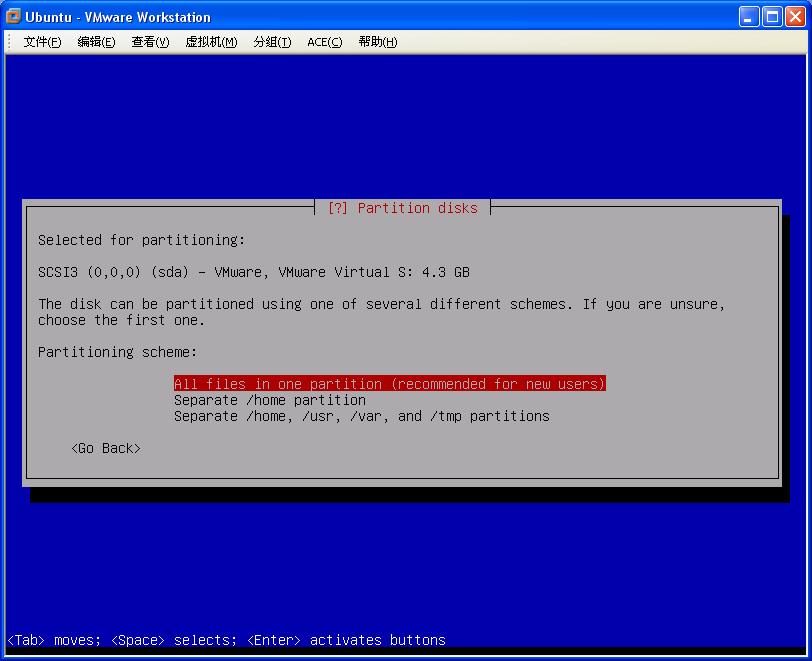 Ubuntu - VMware Workstation
文件(F) 编辑(E) 查看(V) 虚拟机(M) 分组(T) ACE(C) 帮助(H)
[?] Partition disks
Selected for partitioning:
SCSI3 (0,0,0) (sda) - VMware, VMware Virtual S: 4.3 GB
The disk can be partitioned using one of several different schemes. If you are unsure,
choose the first one.
Partitioning scheme:
All files in one partition (recommended for new users)
Separate /home partition
Separate /home, /usr, /var, and /tmp partitions
<Go Back>
<Tab> moves; <Space> selects; <Enter> activates buttons